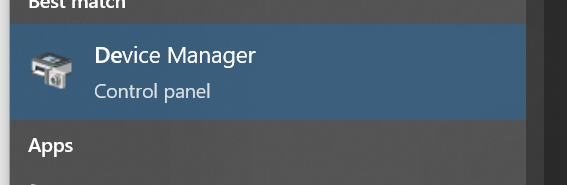 Best match
Device Manager
Control panel
Apps